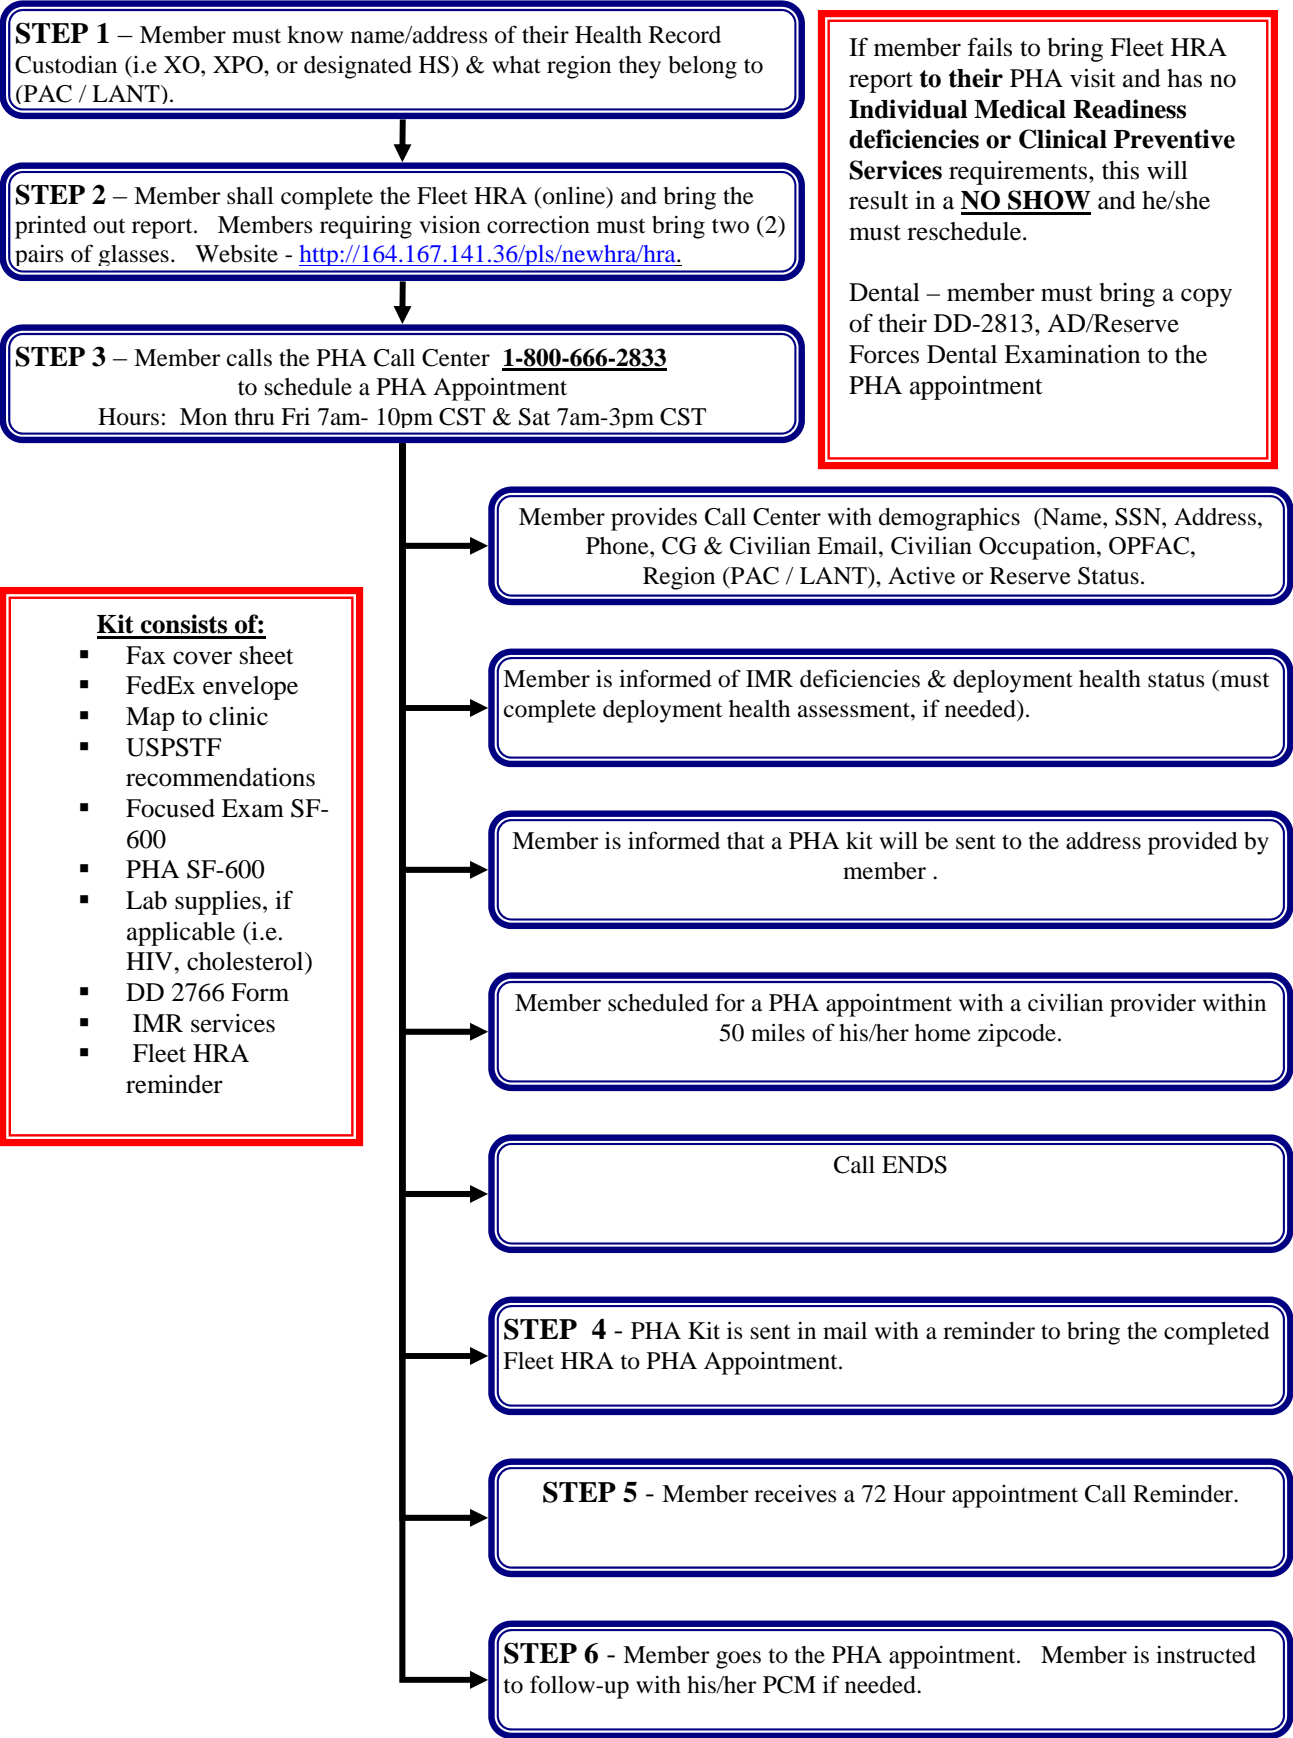 STEP 1 – Member must know name/address of their Health Record
Custodian (i.e XO, XPO, or designated HS) & what region they belong to
(PAC / LANT).
STEP 2 – Member shall complete the Fleet HRA (online) and bring the
printed out report. Members requiring vision correction must bring two (2)
pairs of glasses. Website - http://164.167.141.36/pls/newhra/hra.
STEP 3 – Member calls the PHA Call Center 1-800-666-2833
to schedule a PHA Appointment
Hours: Mon thru Fri 7am- 10pm CST & Sat 7am-3pm CST
If member fails to bring Fleet HRA
report to their PHA visit and has no
Individual Medical Readiness
deficiencies or Clinical Preventive
Services requirements, this will
result in a NO SHOW and he/she
must reschedule.
Dental – member must bring a copy
of their DD-2813, AD/Reserve
Forces Dental Examination to the
PHA appointment
Member provides Call Center with demographics (Name, SSN, Address,
Phone, CG & Civilian Email, Civilian Occupation, OPFAC,
Region (PAC / LANT), Active or Reserve Status.
Kit consists of:
▪ Fax cover sheet
▪ FedEx envelope
▪ Map to clinic
▪ USPSTF
recommendations
▪ Focused Exam SF-
600
▪ PHA SF-600
▪ Lab supplies, if
applicable (i.e.
HIV, cholesterol)
▪ DD 2766 Form
▪ IMR services
▪ Fleet HRA
reminder
Member is informed of IMR deficiencies & deployment health status (must
complete deployment health assessment, if needed).
Member is informed that a PHA kit will be sent to the address provided by
member .
Member scheduled for a PHA appointment with a civilian provider within
50 miles of his/her home zipcode.
Call ENDS
STEP 4 - PHA Kit is sent in mail with a reminder to bring the completed
Fleet HRA to PHA Appointment.
STEP 5 - Member receives a 72 Hour appointment Call Reminder.
STEP 6 - Member goes to the PHA appointment. Member is instructed
to follow-up with his/her PCM if needed.